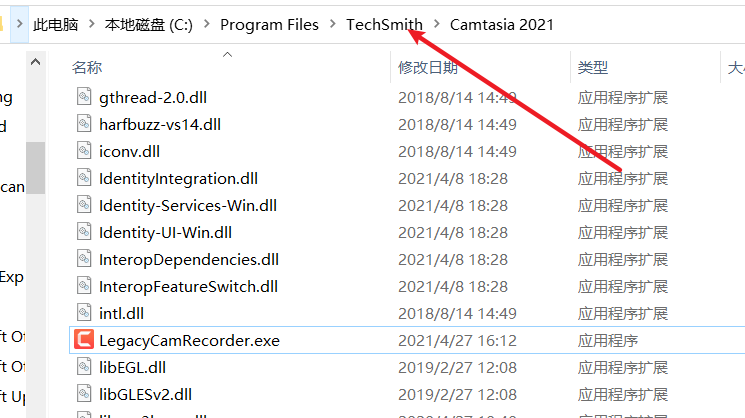 此电脑 › 本地磁盘 (C:) › Program Files › TechSmith › Camtasia 2021
名称 修改日期 类型 大
gthread-2.0.dll 2018/8/14 14:49 应用程序扩展
harfbuzz-vs14.dll 2018/8/14 14:49 应用程序扩展
iconv.dll 2018/8/14 14:49 应用程序扩展
IdentityIntegration.dll 2021/4/8 18:28 应用程序扩展
Identity-Services-Win.dll 2021/4/8 18:28 应用程序扩展
Identity-UI-Win.dll 2021/4/8 18:28 应用程序扩展
InteropDependencies.dll 2021/4/8 18:28 应用程序扩展
InteropFeatureSwitch.dll 2021/4/8 18:28 应用程序扩展
intl.dll 2018/8/14 14:49 应用程序扩展
LegacyCamRecorder.exe 2021/4/27 16:12 应用程序
libEGL.dll 2019/2/27 12:08 应用程序扩展
libGLESv2.dll 2019/2/27 12:08 应用程序扩展
ng
d
can
Exp
ft Of
ft Of
ft Up